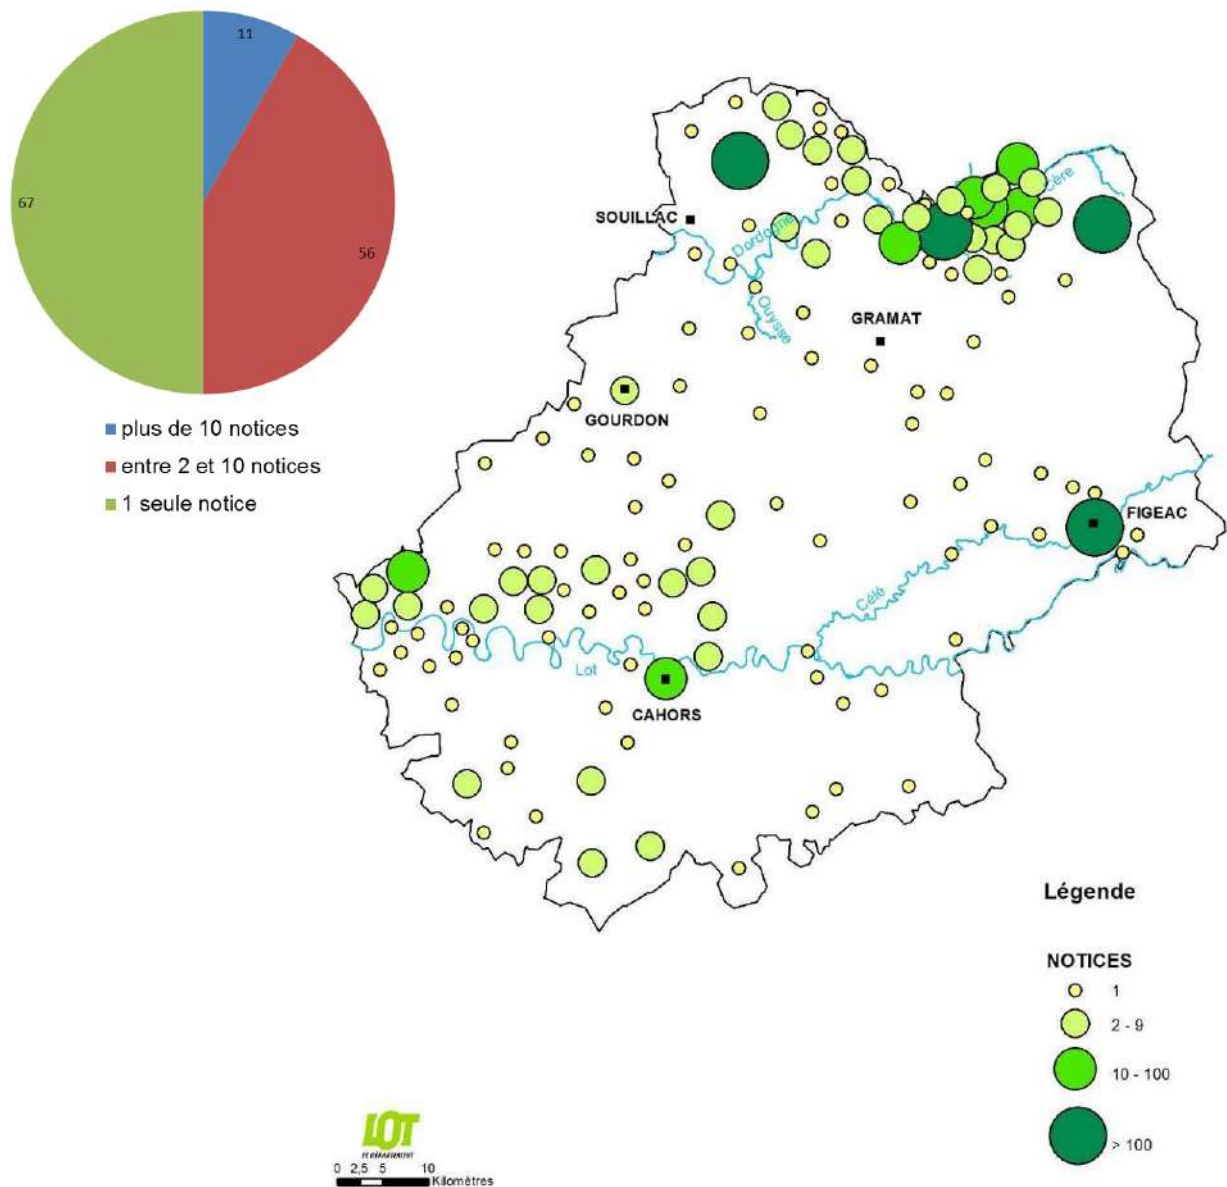 11
67
56
plus de 10 notices
entre 2 et 10 notices
1 seule notice
Cère
SOUILLAC
Dordogne
Ouysse
GRAMAT
GOURDON
FIGEAC
Célé
Lot
CAHORS
Légende
NOTICES
1
2 - 9
10 - 100
> 100
LOT
LE DÉPARTEMENT
0 2,5 5 10
Kilomètres